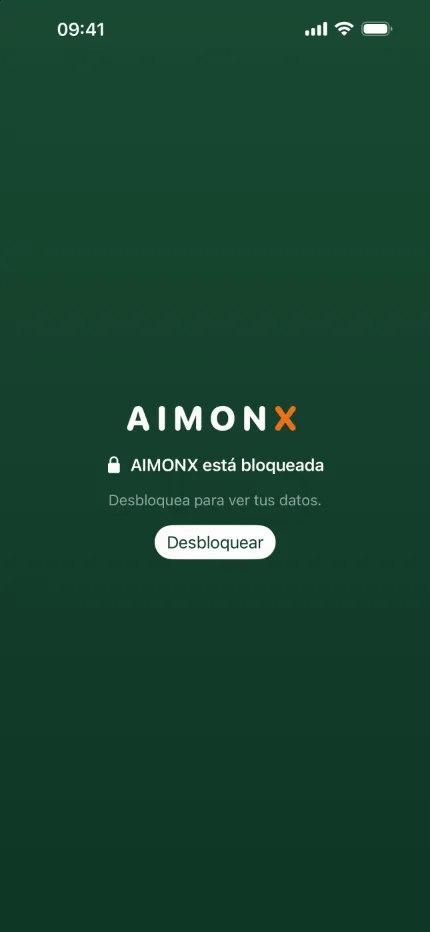 09:41
AIMONX
AIMONX está bloqueada
Desbloquea para ver tus datos.
Desbloquear